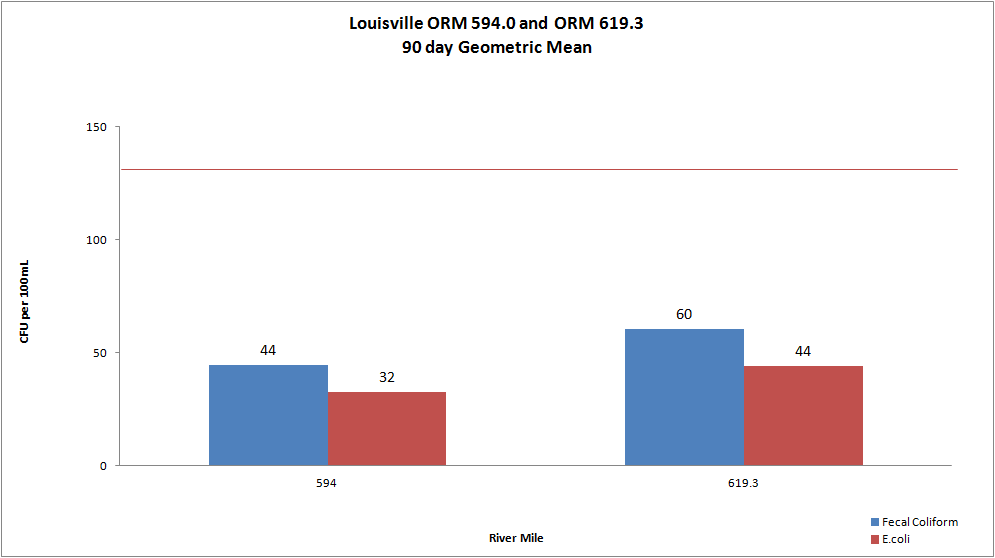 Louisville ORM 594.0 and ORM 619.3
90 day Geometric Mean
CFU per 100mL
150
100
50
0
44
32
60
44
594
619.3
River Mile
Fecal Coliform
E.coli